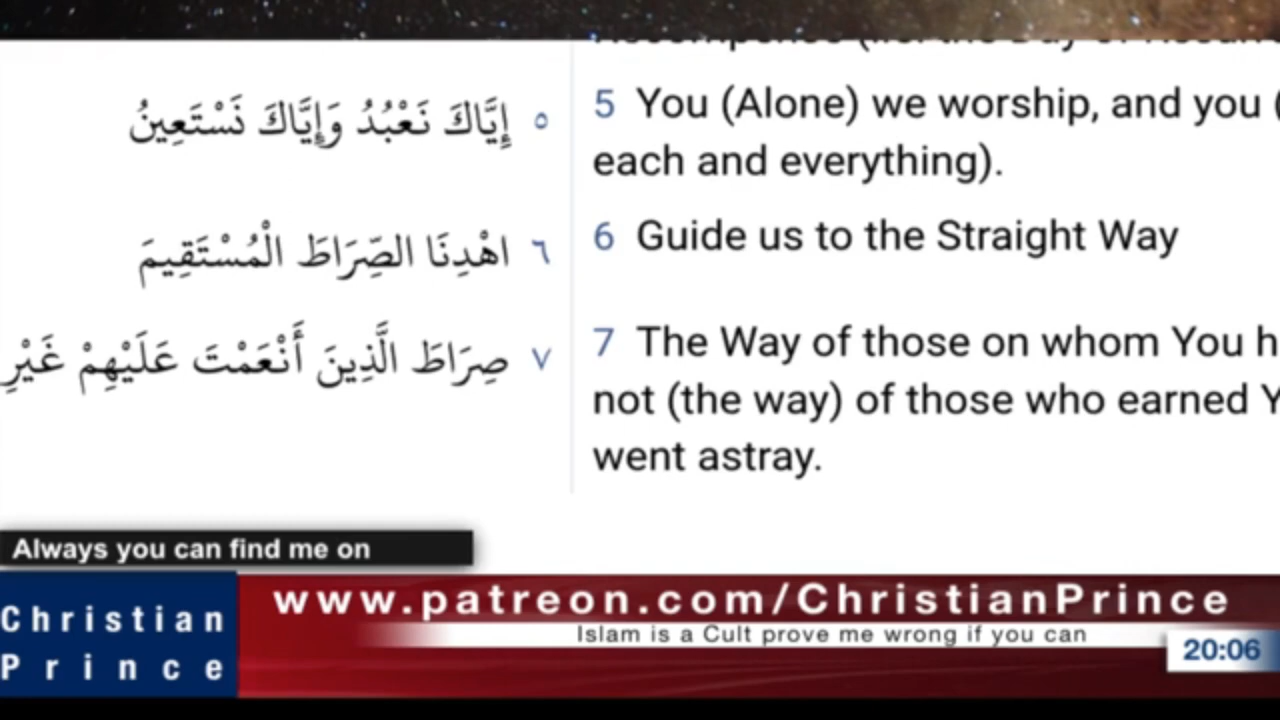 إِيَّاكَ نَعْبُدُ وَإِيَّاكَ نَسْتَعِينُ ٥
5 You (Alone) we worship, and you (
each and everything).
اهْدِنَا الصِّرَاطَ الْمُسْتَقِيمَ ٦
6 Guide us to the Straight Way
صِرَاطَ الَّذِينَ أَنْعَمْتَ عَلَيْهِمْ غَيْرِ ٧
7 The Way of those on whom You h
not (the way) of those who earned Y
went astray.
Always you can find me on
Christian
Prince
www.patreon.com/ChristianPrince
Islam is a Cult prove me wrong if you can
20:06